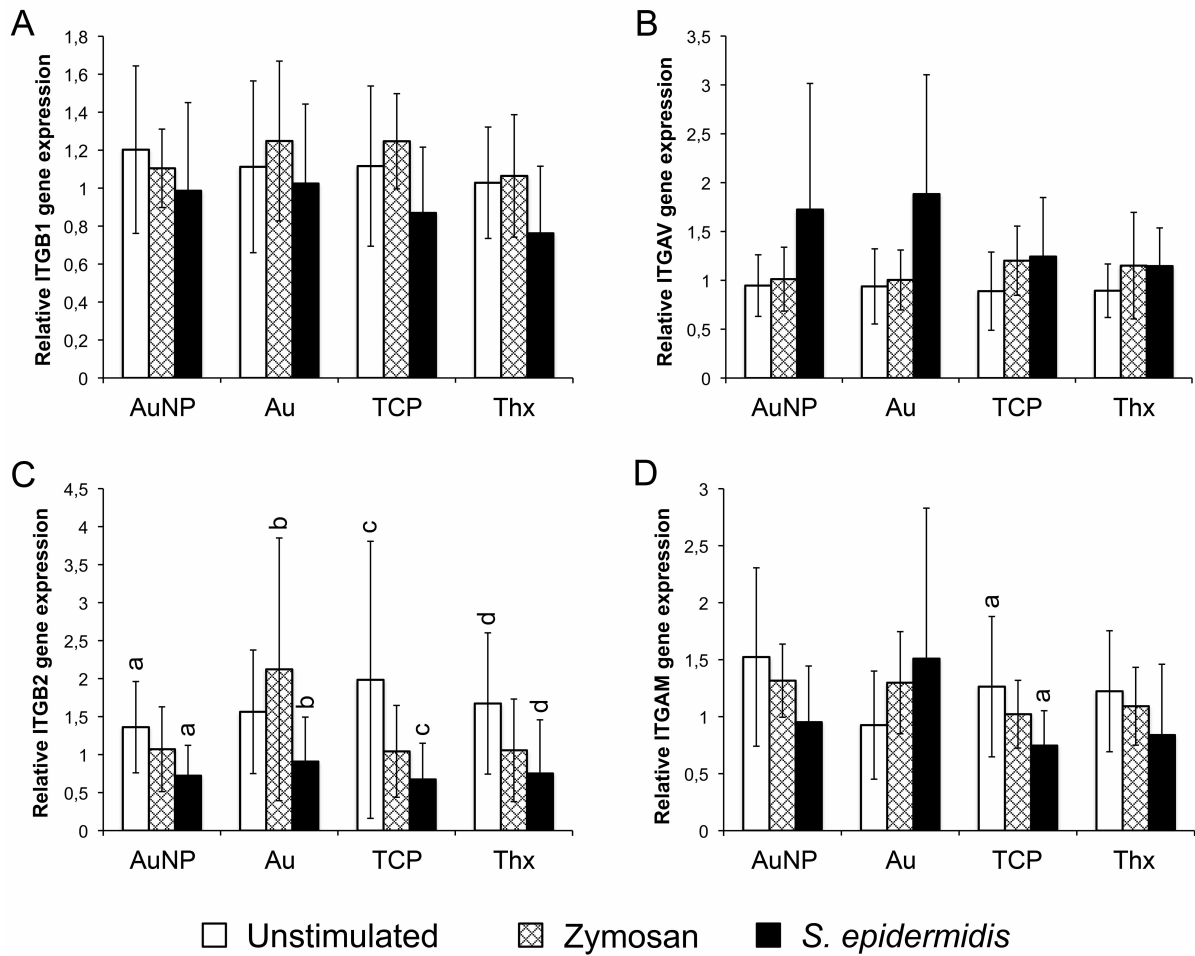 A
Relative ITGB1 gene expression
1,8
1,6
1,4
1,2
1
0,8
0,6
0,4
0,2
0
AuNP Au TCP Thx
B
Relative ITGAV gene expression
3,5
3
2,5
2
1,5
1
0,5
0
AuNP Au TCP Thx
C
Relative ITGB2 gene expression
4,5
4
3,5
3
2,5
2
1,5
1
0,5
0
a
a
b
b
c
c
d
d
AuNP Au TCP Thx
D
Relative ITGAM gene expression
3
2,5
2
1,5
1
0,5
0
a
a
AuNP Au TCP Thx
Unstimulated Zymosan S. epidermidis